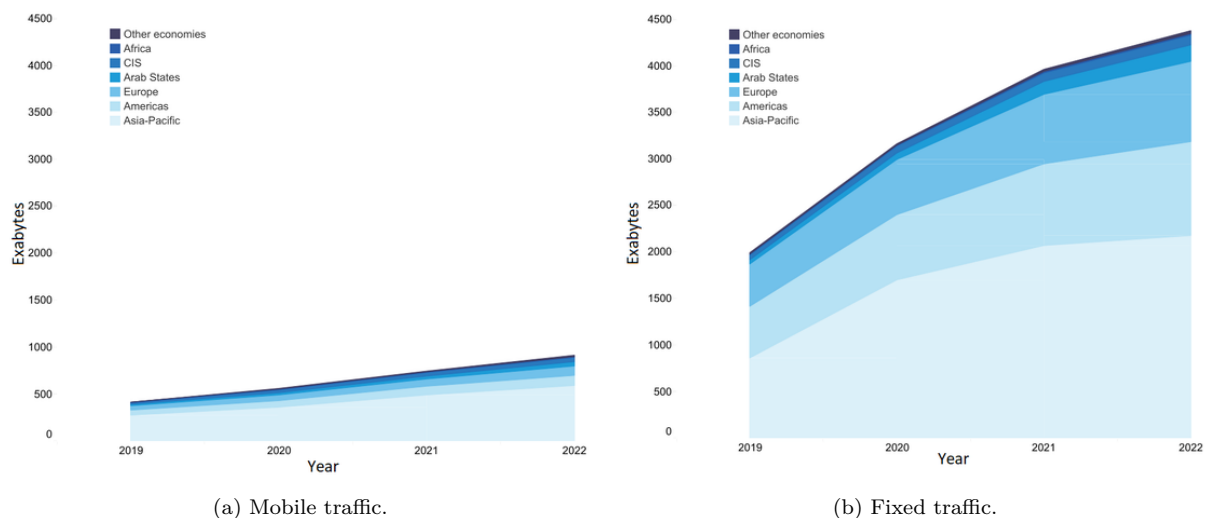 4500
4000
3500
3000
2500
2000
1500
1000
500
0
Exabytes
Other economies
Africa
CIS
Arab States
Europe
Americas
Asia-Pacific
2019 2020 2021 2022
Year
(a) Mobile traffic.
4500
4000
3500
3000
2500
2000
1500
1000
500
0
Exabytes
Other economies
Africa
CIS
Arab States
Europe
Americas
Asia-Pacific
2019 2020 2021 2022
Year
(b) Fixed traffic.